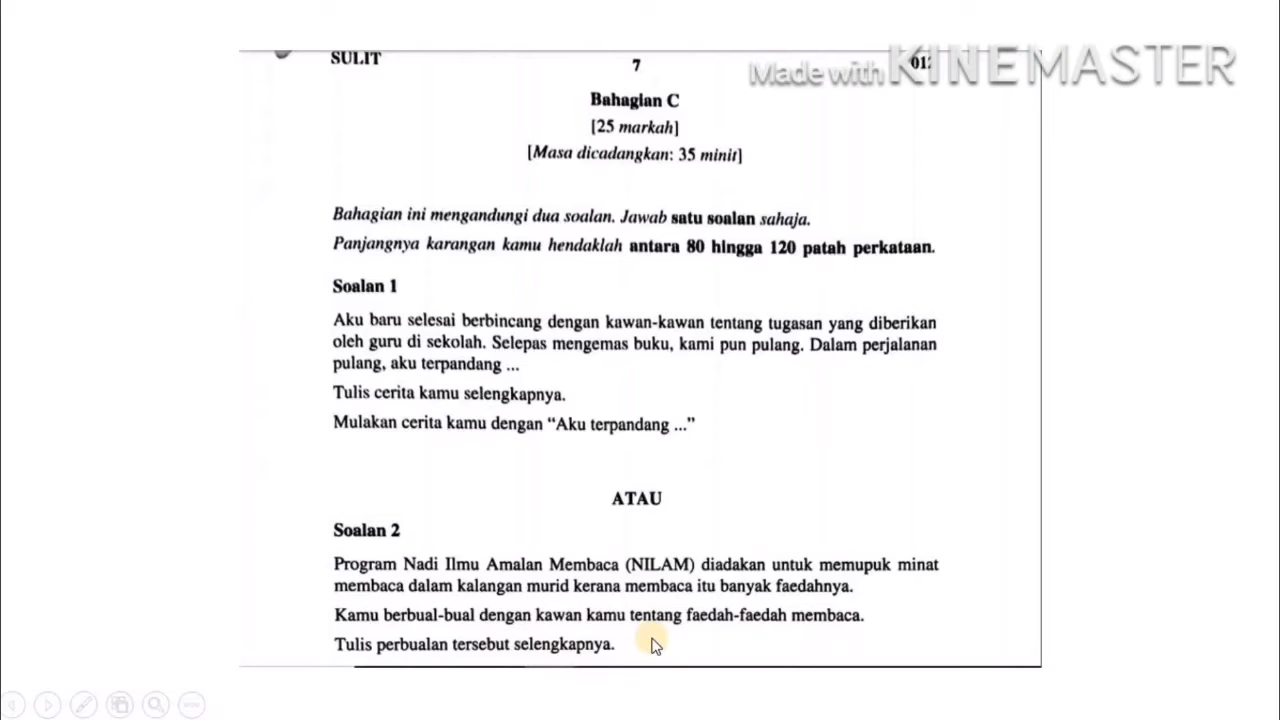 SULIT
7
Made with KINEMASTER
Bahagian C
[25 markah]
[Masa dicadangkan: 35 minit]
Bahagian ini mengandungi dua soalan. Jawab satu soalan sahaja.
Panjangnya karangan kamu hendaklah antara 80 hingga 120 patah perkataan.
Soalan 1
Aku baru selesai berbincang dengan kawan-kawan tentang tugasan yang diberikan
oleh guru di sekolah. Selepas mengemas buku, kami pun pulang. Dalam perjalanan
pulang, aku terpandang ...
Tulis cerita kamu selengkapnya.
Mulakan cerita kamu dengan “Aku terpandang ...”
ATAU
Soalan 2
Program Nadi Ilmu Amalan Membaca (NILAM) diadakan untuk memupuk minat
membaca dalam kalangan murid kerana membaca itu banyak faedahnya.
Kamu berbual-bual dengan kawan kamu tentang faedah-faedah membaca.
Tulis perbualan tersebut selengkapnya.